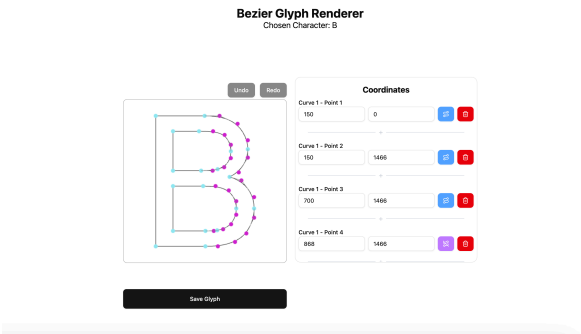 Bezier Glyph Renderer
Chosen Character: B
Undo Redo
Coordinates
Curve 1 - Point 1
150 0
Curve 1 - Point 2
150 1466
Curve 1 - Point 3
700 1466
Curve 1 - Point 4
868 1466
Save Glyph